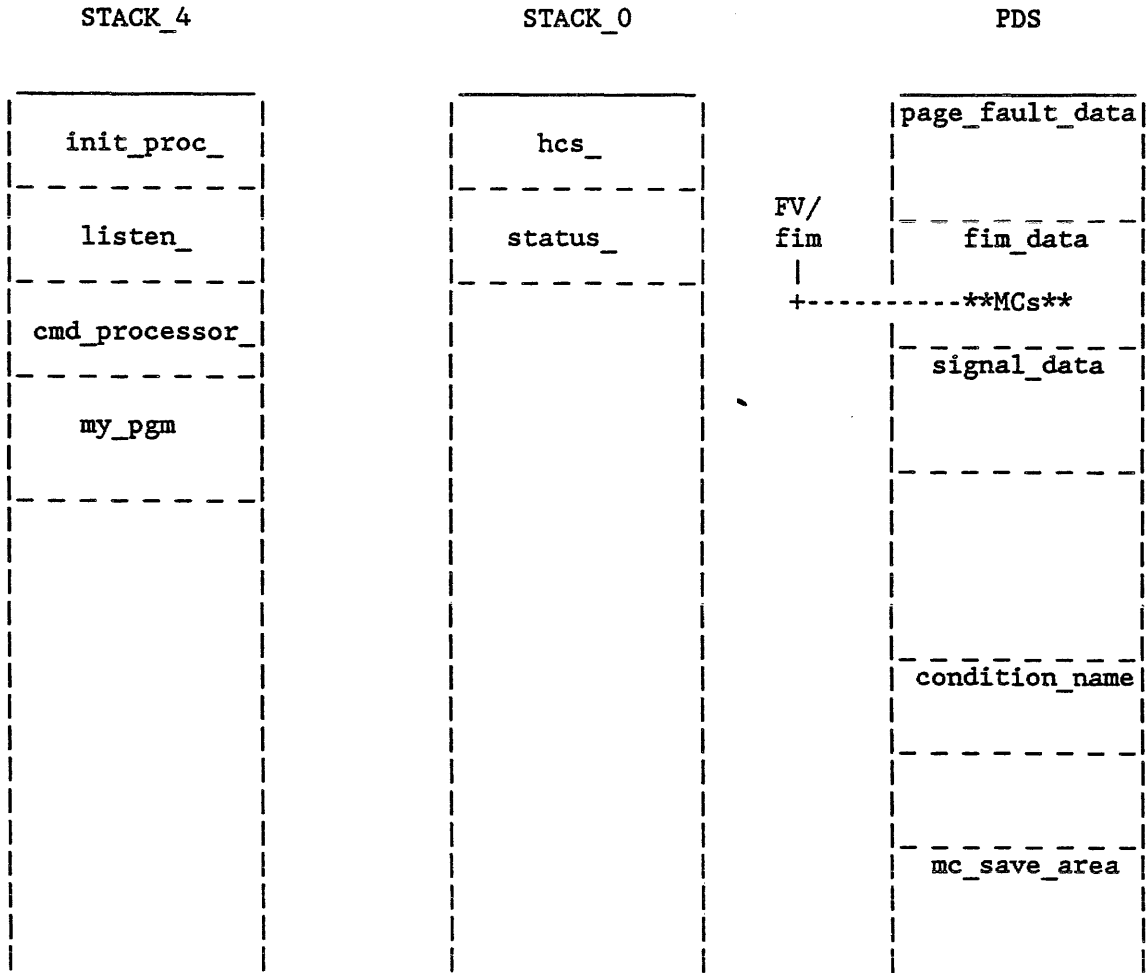 STACK_4 STACK_0 PDS
page_fault_data
init_proc_ hcs_
FV/
listen_ status_ fim fim_data
**MCs**
cmd_processor_
signal_data
my_pgm
condition_name
mc_save_area